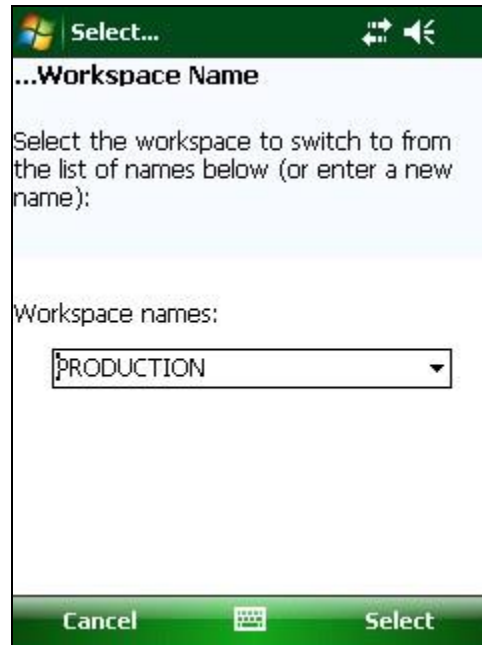 Select...
...Workspace Name
Select the workspace to switch to from
the list of names below (or enter a new
name):
Workspace names:
PRODUCTION
Cancel
Select